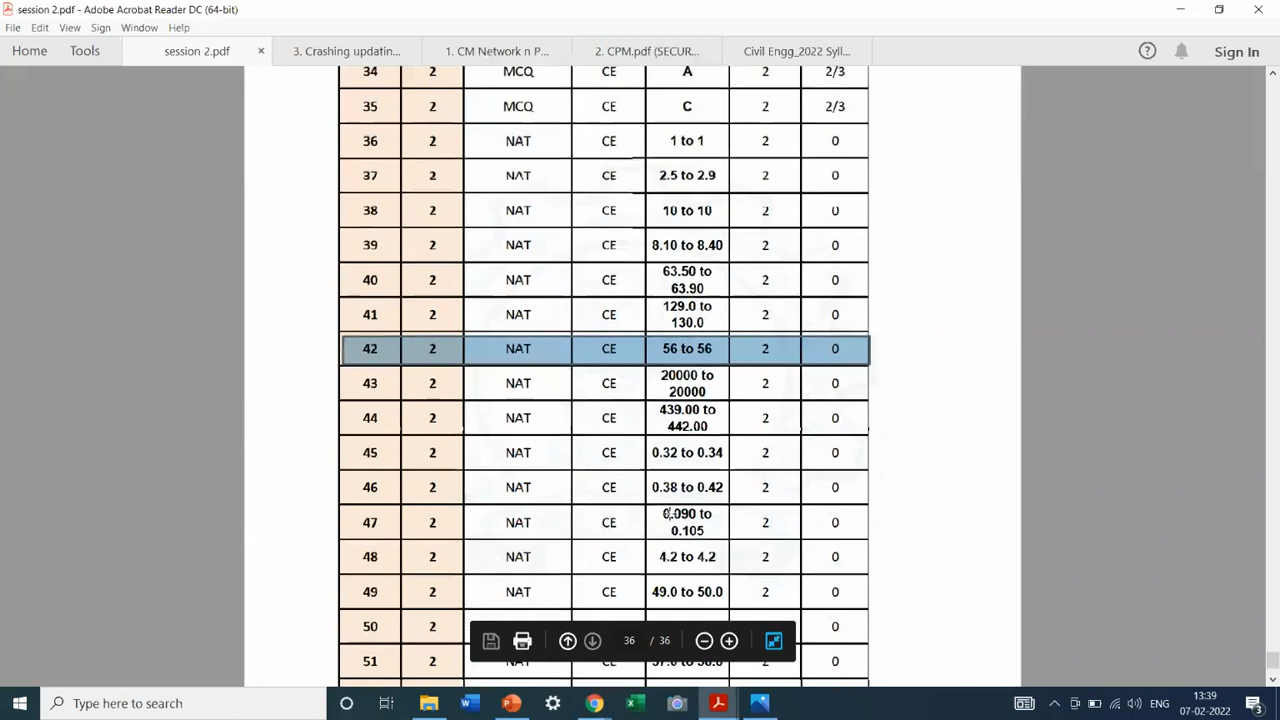 session 2.pdf - Adobe Acrobat Reader DC (64-bit)
File Edit View Sign Window Help
Home Tools session 2.pdf × 3. Crashing updatin... 1. CM Network n P... 2. CPM.pdf (SECUR... Civil Engg_2022 Syll... Sign In
34 2 MCQ CE A 2 2/3
35 2 MCQ CE C 2 2/3
36 2 NAT CE 1 to 1 2 0
37 2 NAT CE 2.5 to 2.9 2 0
38 2 NAT CE 10 to 10 2 0
39 2 NAT CE 8.10 to 8.40 2 0
40 2 NAT CE 63.50 to 63.90 2 0
41 2 NAT CE 129.0 to 130.0 2 0
42 2 NAT CE 56 to 56 2 0
43 2 NAT CE 20000 to 20000 2 0
44 2 NAT CE 439.00 to 442.00 2 0
45 2 NAT CE 0.32 to 0.34 2 0
46 2 NAT CE 0.38 to 0.42 2 0
47 2 NAT CE 0.090 to 0.105 2 0
48 2 NAT CE 4.2 to 4.2 2 0
49 2 NAT CE 49.0 to 50.0 2 0
50 2 0
36 / 36
51 2 NAT CE 2 0
Type here to search
ENG
13:39
07-02-2022
3